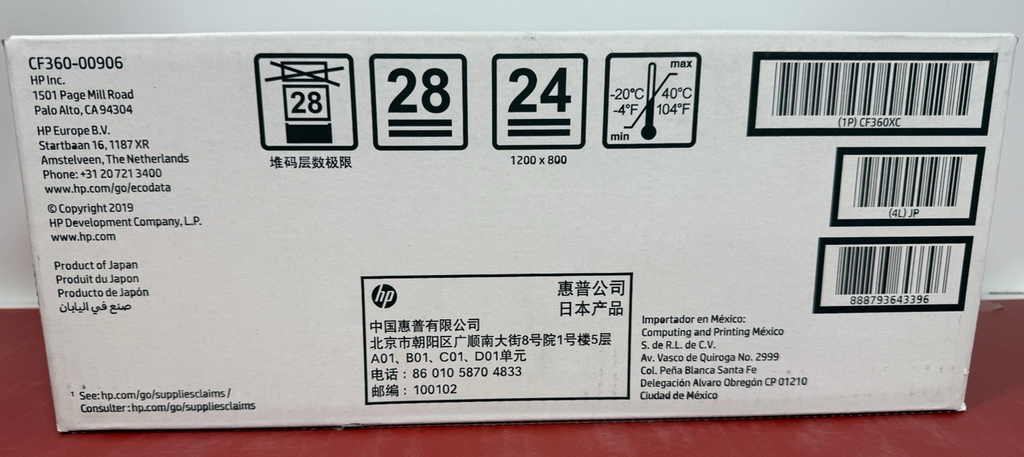 CF360-00906
HP Inc.
1501 Page Mill Road
Palo Alto, CA 94304
HP Europe B.V.
Startbaan 16, 1187 XR
Amstelveen, The Netherlands
Phone: +31 20 721 3400
www.hp.com/go/ecodata
© Copyright 2019
HP Development Company, L.P.
www.hp.com
Product of Japan
Produit du Japon
Producto de Japón
صنع في اليابان
¹ See: hp.com/go/suppliesclaims /
Consulter : hp.com/go/suppliesclaims
28
堆码层数极限
28
24
1200 x 800
max
-20°C 40°C
-4°F 104°F
min
(1P) CF360XC
(4L) JP
888793643396
hp
惠普公司
日本产品
中国惠普有限公司
北京市朝阳区广顺南大街8号院1号楼5层
A01、B01、C01、D01单元
电话：86 010 5870 4833
邮编：100102
Importador en México:
Computing and Printing México
S. de R.L. de C.V.
Av. Vasco de Quiroga No. 2999
Col. Peña Blanca Santa Fe
Delegación Alvaro Obregón CP 01210
Ciudad de México